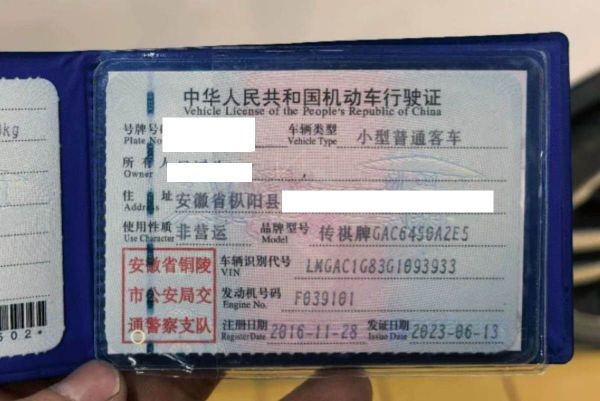 中华人民共和国机动车行驶证
Vehicle License of the People's Republic of China
号牌号
Plate No
车辆类型
Vehicle Type
小型普通客车
所有人
Owner
住址
Address
安徽省枞阳县
使用性质
Use Character
非营运
品牌型号
Model
传祺牌GAC6450A2E5
安徽省铜陵
市公安局交
通警察支队
车辆识别代号
VIN
LMGAC1G83G1093933
发动机号码
Engine No.
F039101
注册日期
Register Date
2016-11-28
发证日期
Issue Date
2023-06-13
kg
502*